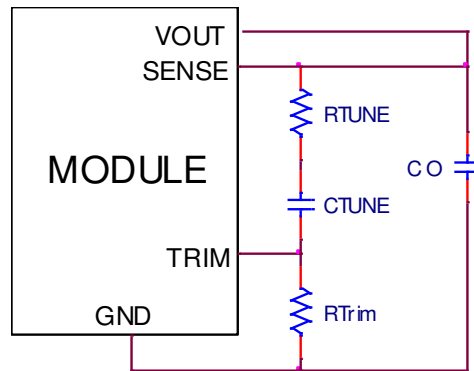 VOUT
SENSE
RTUNE
MODULE
CO
CTUNE
TRIM
GND
RTrim